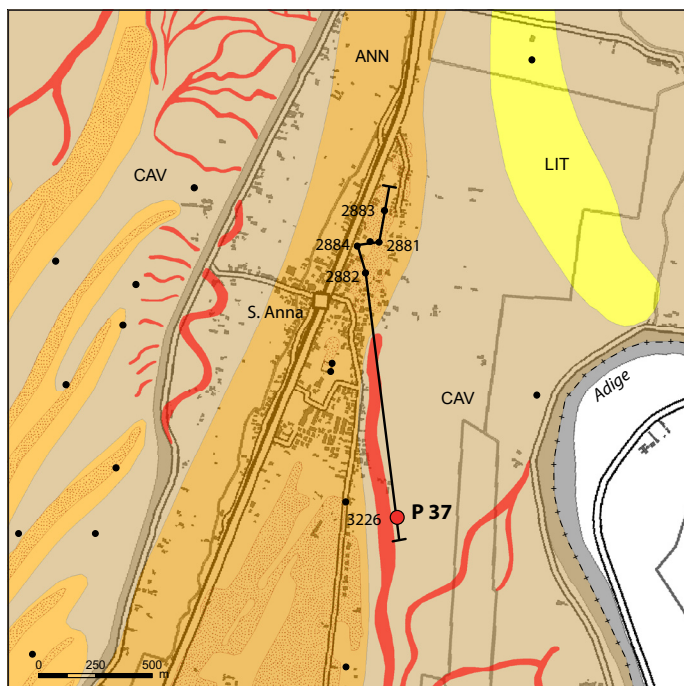 ANN
LIT
CAV
2883
2884
2881
2882
S. Anna
Adige
CAV
3226
P 37
0 250 500
m